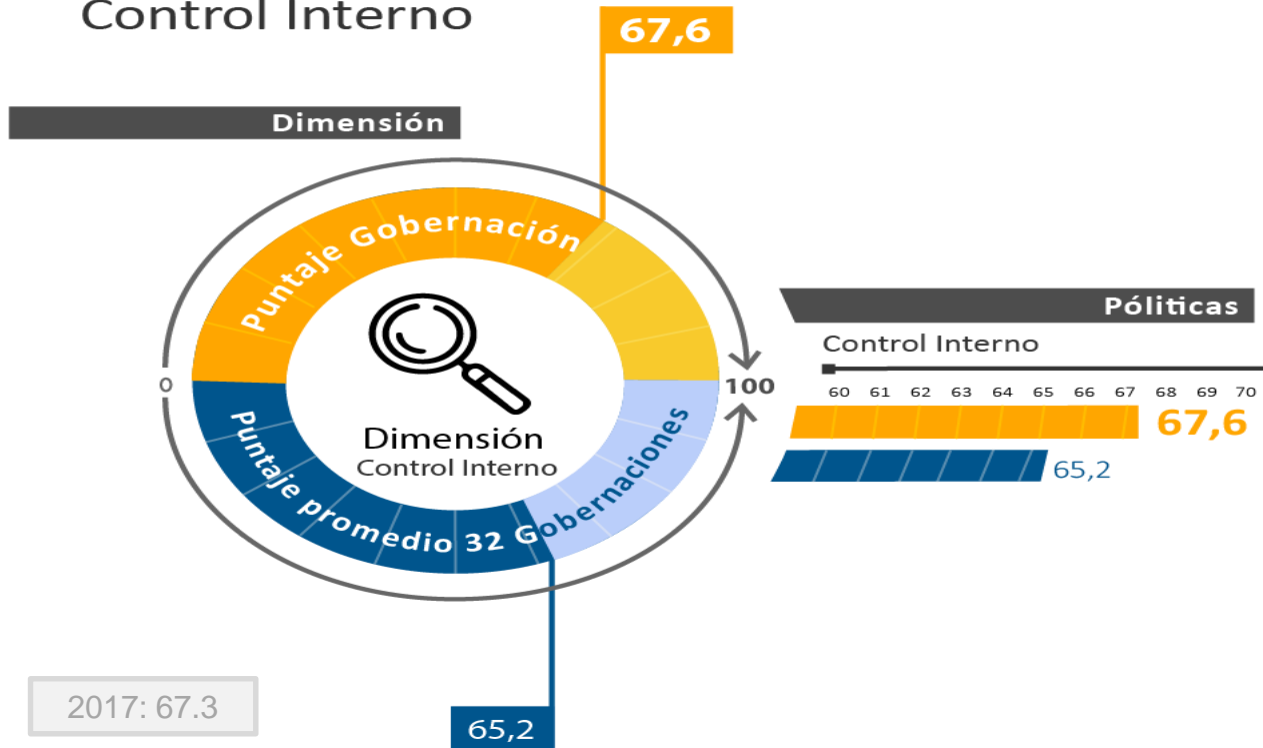 Control Interno
67,6
Dimensión
Puntaje Gobernación
0
100
Dimensión
Control Interno
Puntaje promedio 32 Gobernaciones
65,2
2017: 67.3
Póliticas
Control Interno
60 61 62 63 64 65 66 67 68 69 70
67,6
65,2